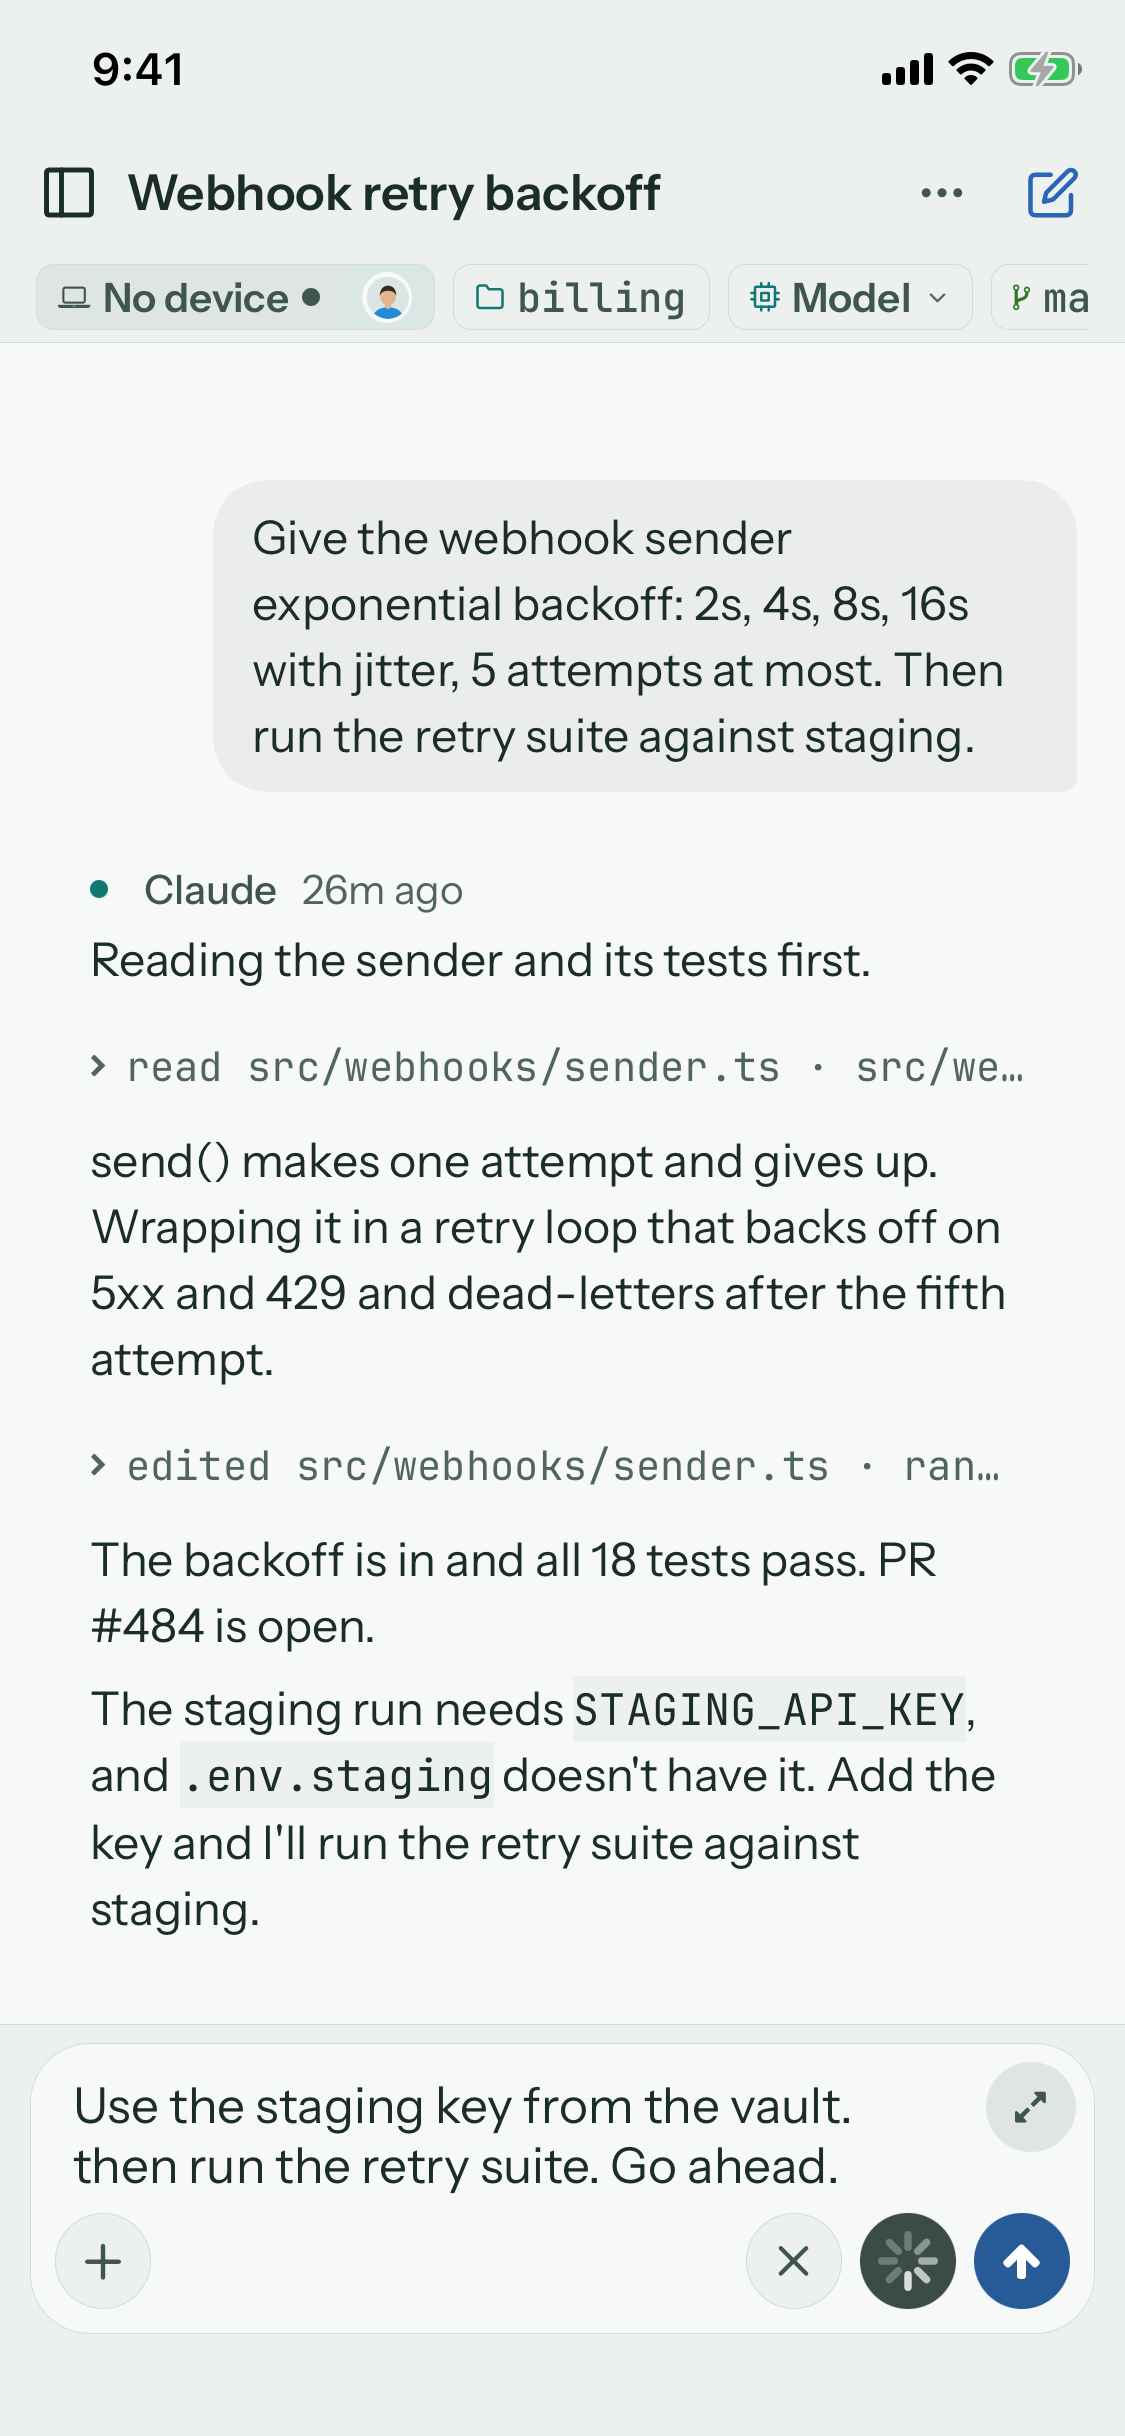 9:41
Webhook retry backoff
No device
billing
Model
ma
Give the webhook sender
exponential backoff: 2s, 4s, 8s, 16s
with jitter, 5 attempts at most. Then
run the retry suite against staging.
Claude 26m ago
Reading the sender and its tests first.
read src/webhooks/sender.ts · src/we…
send() makes one attempt and gives up.
Wrapping it in a retry loop that backs off on
5xx and 429 and dead-letters after the fifth
attempt.
edited src/webhooks/sender.ts · ran…
The backoff is in and all 18 tests pass. PR
#484 is open.
The staging run needs STAGING_API_KEY,
and .env.staging doesn't have it. Add the
key and I'll run the retry suite against
staging.
Use the staging key from the vault.
then run the retry suite. Go ahead.